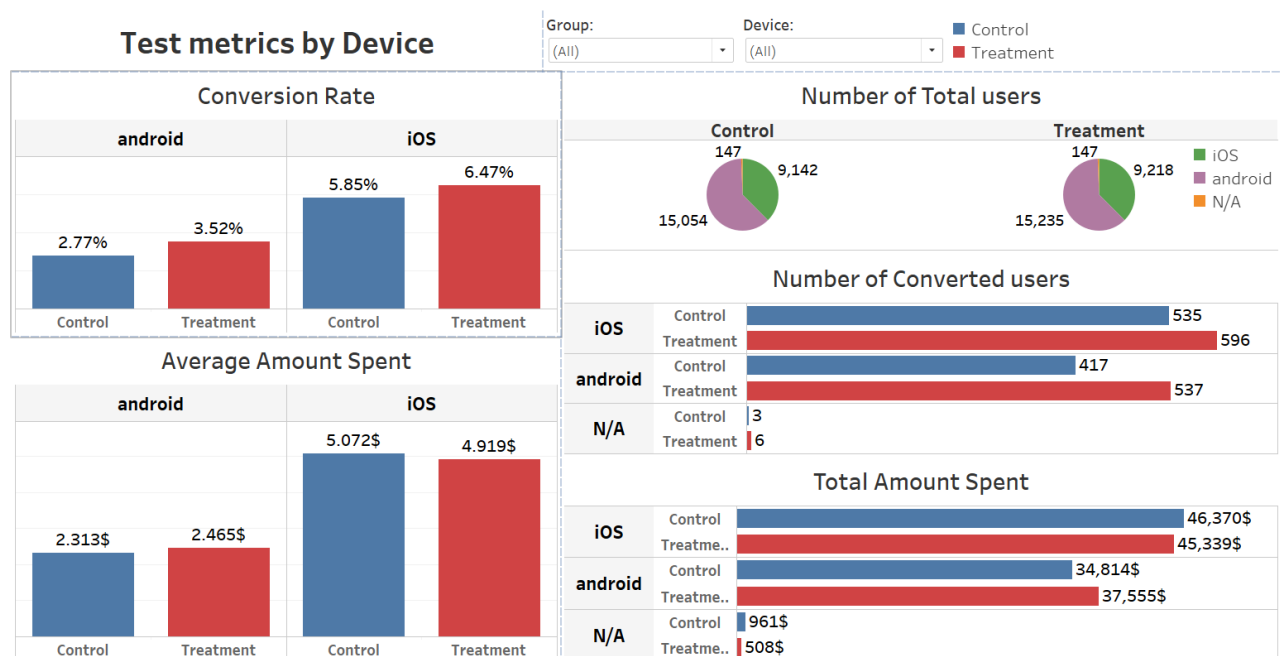 Test metrics by Device
Group:
(All)
Device:
(All)
Control
Treatment
Conversion Rate
android iOS
2.77% 3.52% 5.85% 6.47%
Control Treatment Control Treatment
Average Amount Spent
android iOS
2.313$ 2.465$ 5.072$ 4.919$
Control Treatment Control Treatment
Number of Total users
Control Treatment
147 9,142 15,054
147 9,218 15,235
iOS
android
N/A
Number of Converted users
iOS Control 535
Treatment 596
android Control 417
Treatment 537
N/A Control 3
Treatment 6
Total Amount Spent
iOS Control 46,370$
Treatme.. 45,339$
android Control 34,814$
Treatme.. 37,555$
N/A Control 961$
Treatme.. 508$